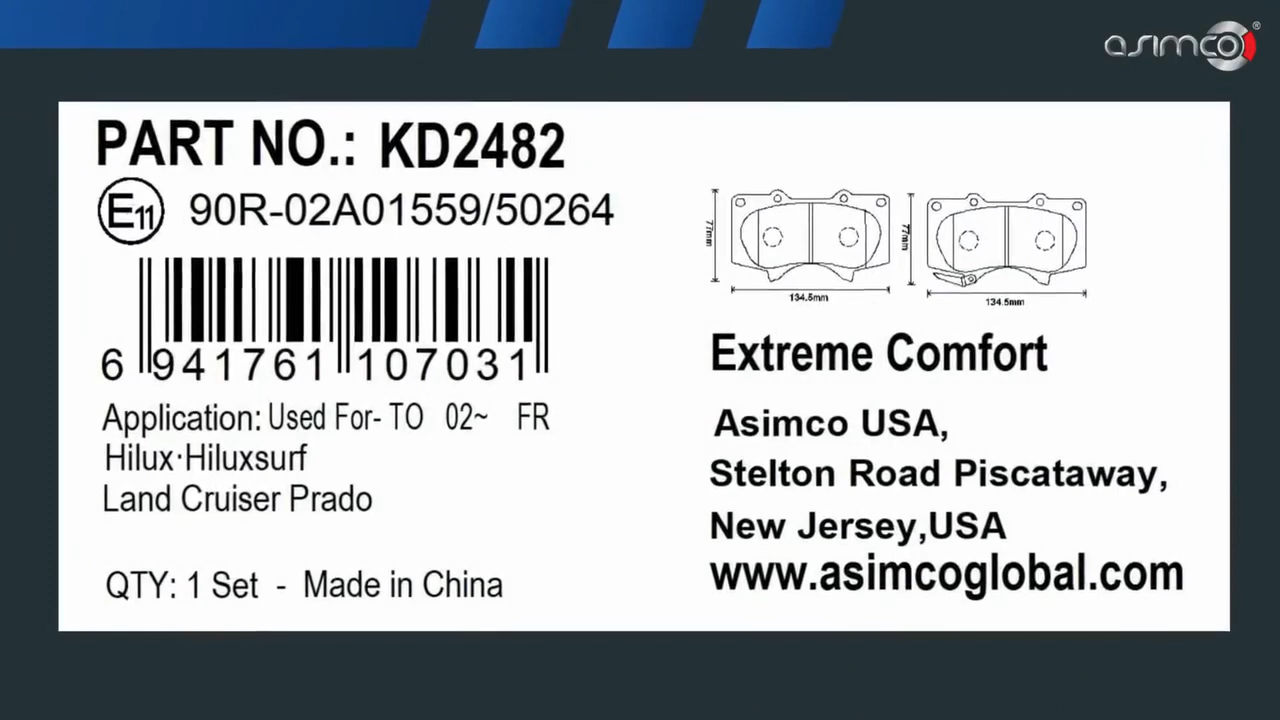 asimco®
PART NO.: KD2482
E11 90R-02A01559/50264
6 941761 107031
Application: Used For- TO 02~ FR
Hilux·Hiluxsurf
Land Cruiser Prado
QTY: 1 Set - Made in China
77mm
134.5mm
77mm
134.5mm
Extreme Comfort
Asimco USA,
Stelton Road Piscataway,
New Jersey,USA
www.asimcoglobal.com